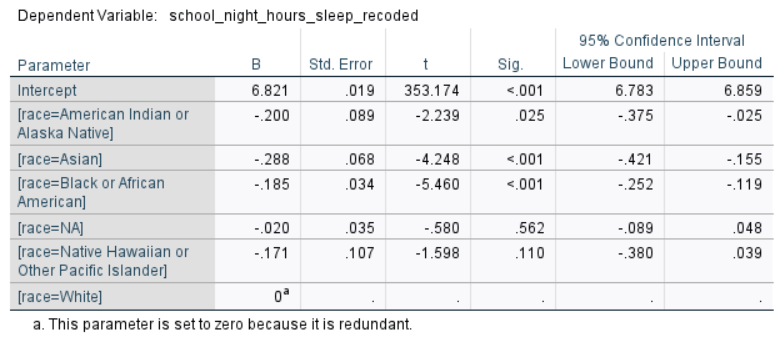 Dependent Variable: school_night_hours_sleep_recoded
95% Confidence Interval
Parameter B Std. Error t Sig. Lower Bound Upper Bound
Intercept 6.821 .019 353.174 <.001 6.783 6.859
[race=American Indian or -.200 .089 -2.239 .025 -.375 -.025
Alaska Native]
[race=Asian] -.288 .068 -4.248 <.001 -.421 -.155
[race=Black or African -.185 .034 -5.460 <.001 -.252 -.119
American]
[race=NA] -.020 .035 -.580 .562 -.089 .048
[race=Native Hawaiian or -.171 .107 -1.598 .110 -.380 .039
Other Pacific Islander]
[race=White] 0a . . . . .
a. This parameter is set to zero because it is redundant.